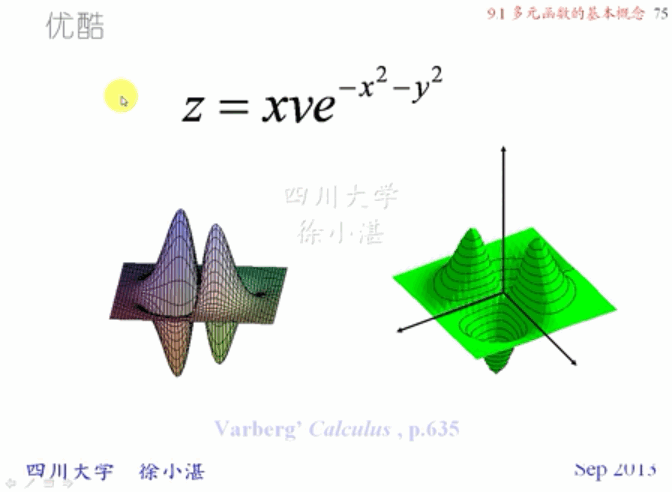 优酷
9.1 多元函数的基本概念 75
z = xve^{-x^2-y^2}
四川大学
徐小湛
Varberg' Calculus , p.635
四川大学 徐小湛
Sep 2013